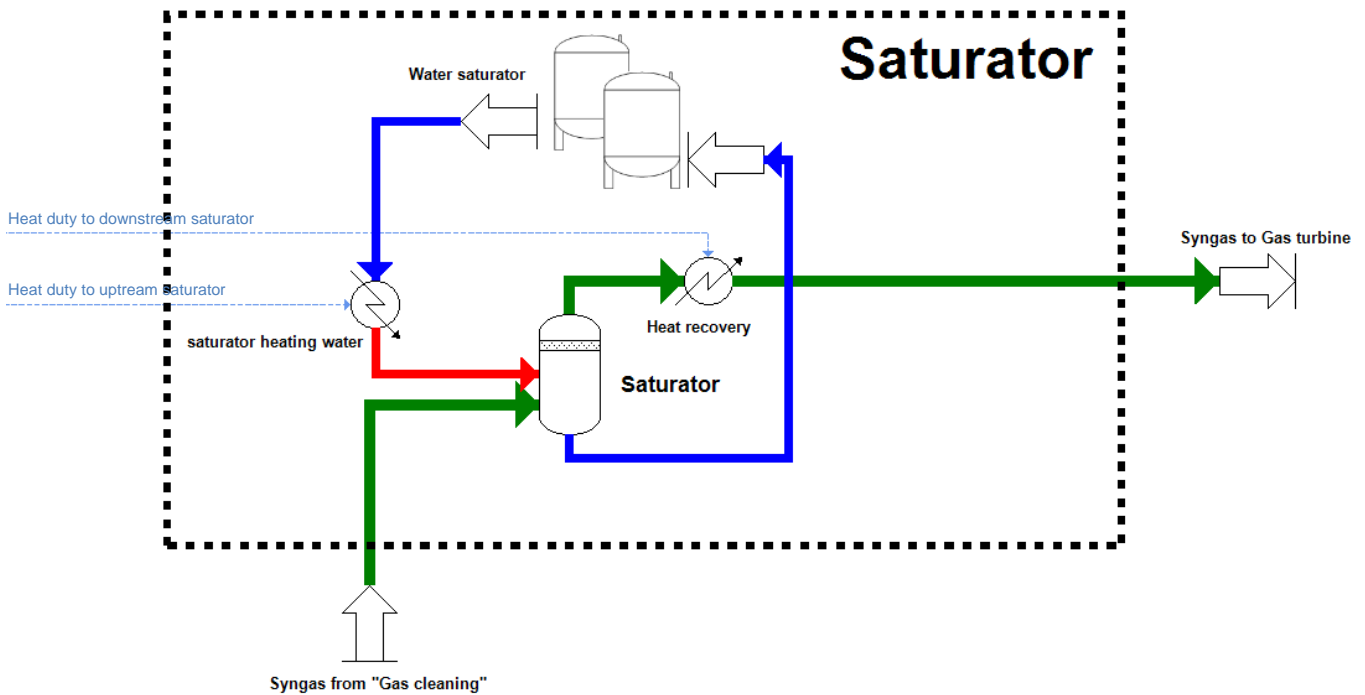 Saturator
Water saturator
Heat duty to downstream saturator
Syngas to Gas turbine
Heat duty to uptream saturator
Heat recovery
saturator heating water
Saturator
Syngas from "Gas cleaning"